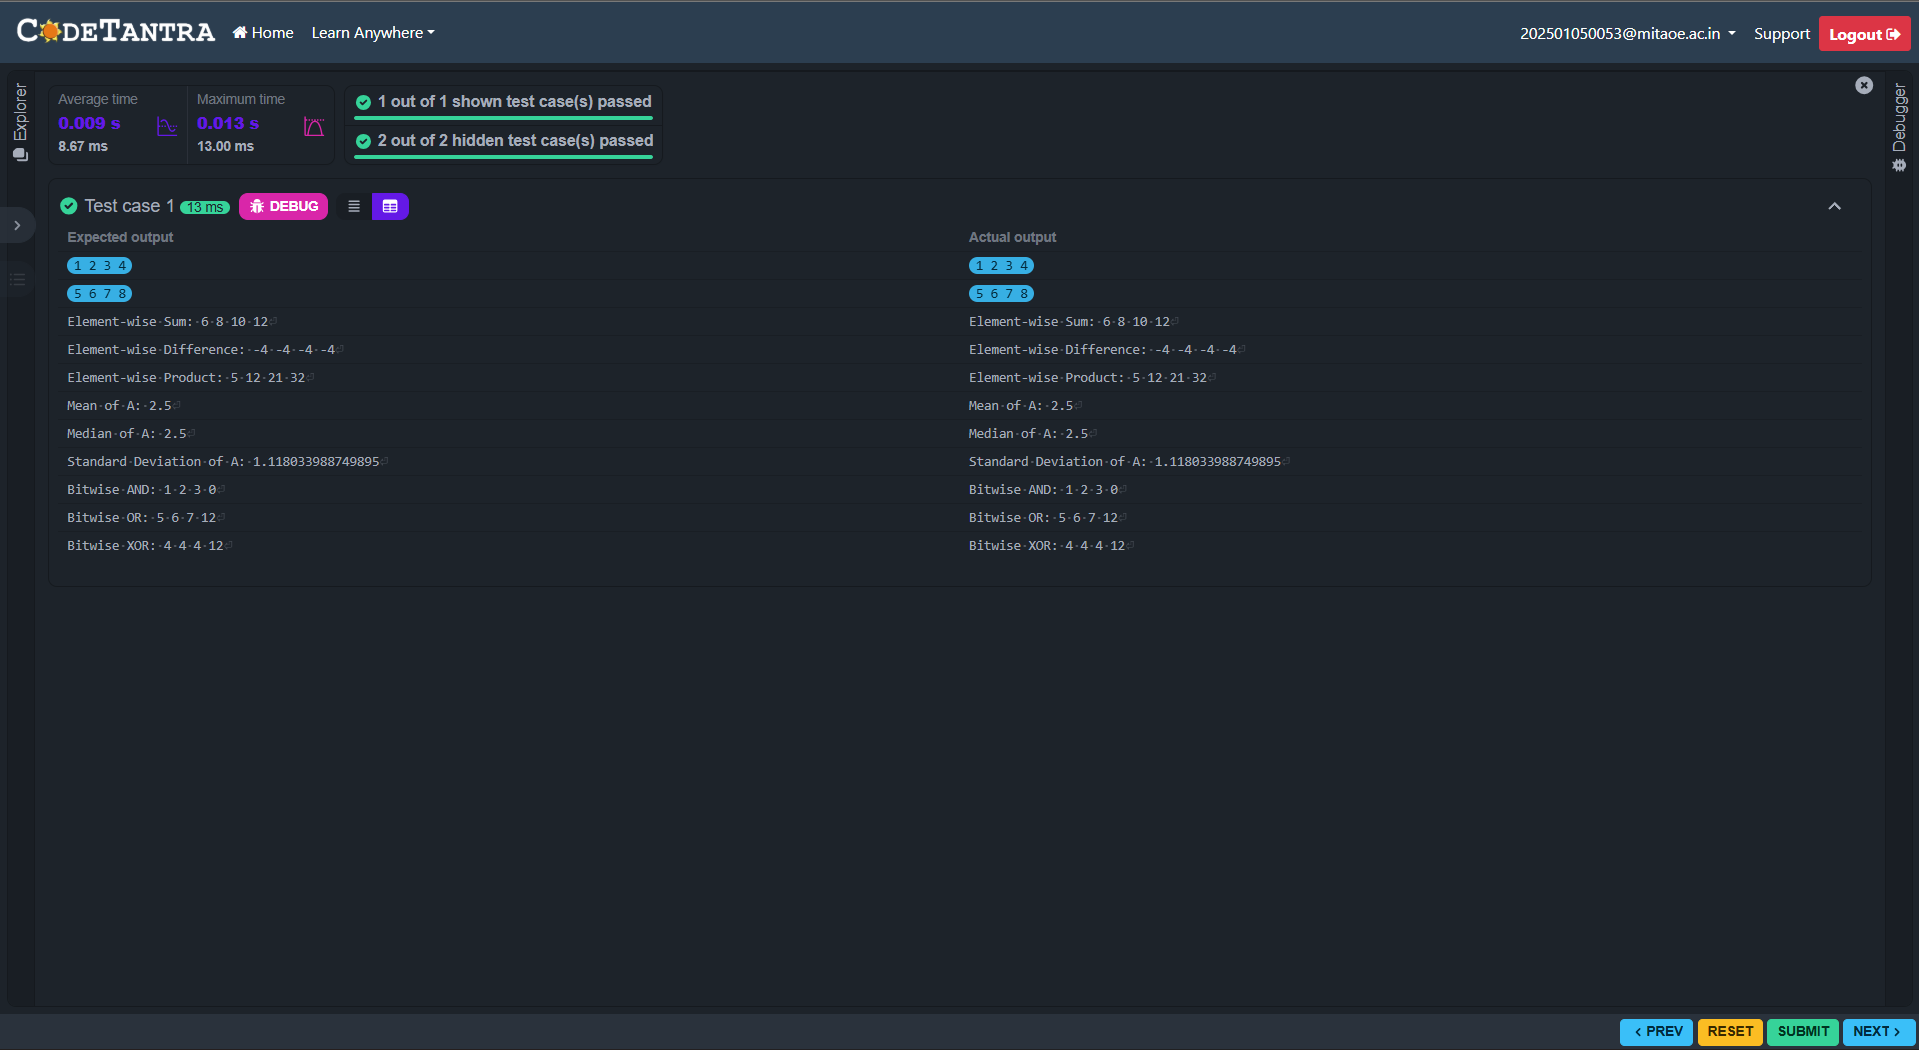 CODETANTRA Home Learn Anywhere 202501050053@mitaoe.ac.in Support Logout
Explorer
Average time Maximum time
0.009 s 0.013 s
8.67 ms 13.00 ms
1 out of 1 shown test case(s) passed
2 out of 2 hidden test case(s) passed
Debugger
Test case 1 13 ms DEBUG
Expected output Actual output
1 2 3 4 1 2 3 4
5 6 7 8 5 6 7 8
Element-wise·Sum:·6·8·10·12⏎ Element-wise·Sum:·6·8·10·12⏎
Element-wise·Difference:·-4·-4·-4·-4⏎ Element-wise·Difference:·-4·-4·-4·-4⏎
Element-wise·Product:·5·12·21·32⏎ Element-wise·Product:·5·12·21·32⏎
Mean·of·A:·2.5⏎ Mean·of·A:·2.5⏎
Median·of·A:·2.5⏎ Median·of·A:·2.5⏎
Standard·Deviation·of·A:·1.118033988749895⏎ Standard·Deviation·of·A:·1.118033988749895⏎
Bitwise·AND:·1·2·3·0⏎ Bitwise·AND:·1·2·3·0⏎
Bitwise·OR:·5·6·7·12⏎ Bitwise·OR:·5·6·7·12⏎
Bitwise·XOR:·4·4·4·12⏎ Bitwise·XOR:·4·4·4·12⏎
< PREV RESET SUBMIT NEXT >